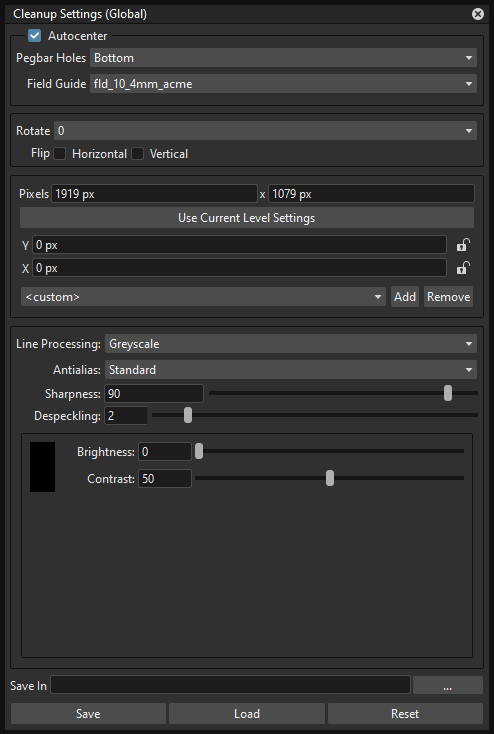 Cleanup Settings (Global)
Autocenter
Pegbar Holes Bottom
Field Guide fld_10_4mm_acme
Rotate 0
Flip Horizontal Vertical
Pixels 1919 px x 1079 px
Use Current Level Settings
Y 0 px
X 0 px
<custom> Add Remove
Line Processing: Greyscale
Antialias: Standard
Sharpness: 90
Despeckling: 2
Brightness: 0
Contrast: 50
Save In ...
Save Load Reset